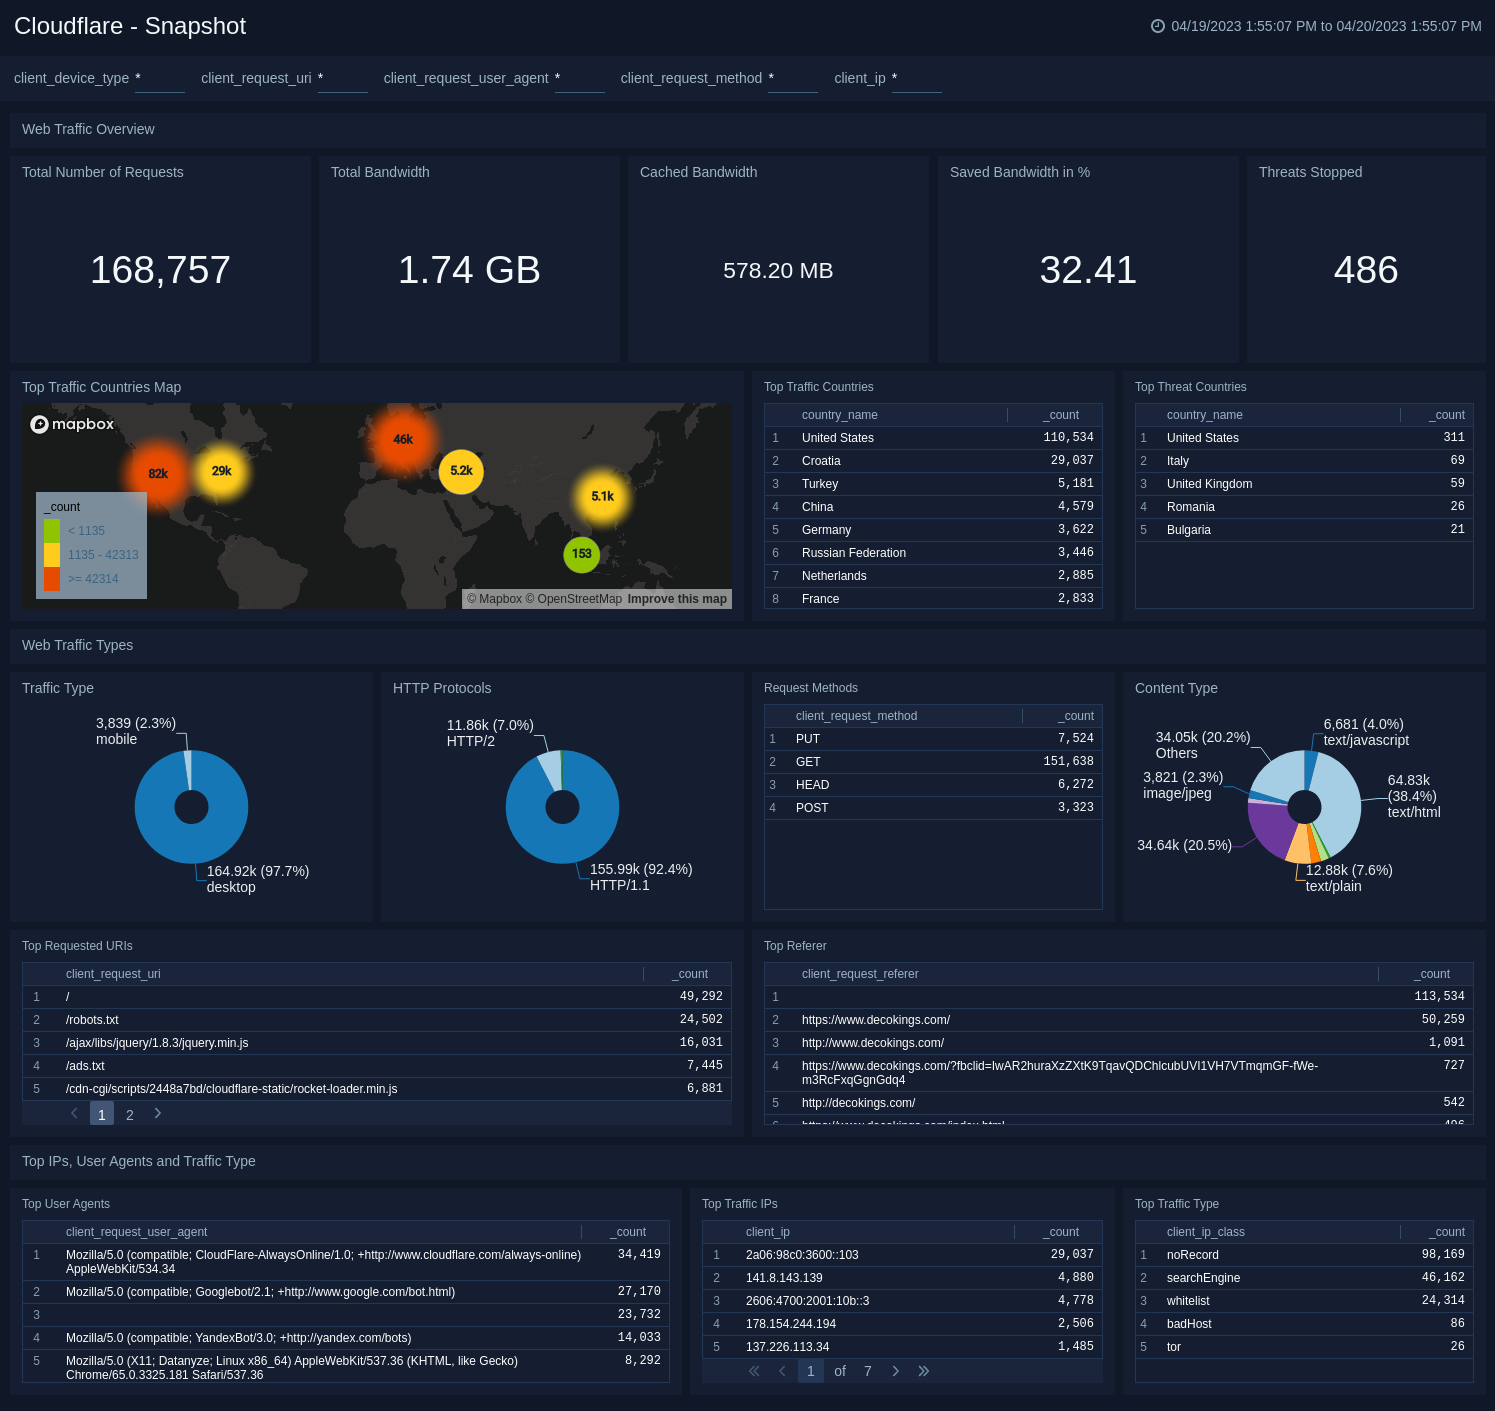 Cloudflare - Snapshot
04/19/2023 1:55:07 PM to 04/20/2023 1:55:07 PM
client_device_type * client_request_uri * client_request_user_agent * client_request_method * client_ip *
Web Traffic Overview
Total Number of Requests
168,757
Total Bandwidth
1.74 GB
Cached Bandwidth
578.20 MB
Saved Bandwidth in %
32.41
Threats Stopped
486
Top Traffic Countries Map
mapbox
82k
29k
46k
5.2k
5.1k
153
_count
< 1135
1135 - 42313
>= 42314
© Mapbox © OpenStreetMap Improve this map
Top Traffic Countries
country_name _count
1 United States 110,534
2 Croatia 29,037
3 Turkey 5,181
4 China 4,579
5 Germany 3,622
6 Russian Federation 3,446
7 Netherlands 2,885
8 France 2,833
Top Threat Countries
country_name _count
1 United States 311
2 Italy 69
3 United Kingdom 59
4 Romania 26
5 Bulgaria 21
Web Traffic Types
Traffic Type
3,839 (2.3%)
mobile
164.92k (97.7%)
desktop
HTTP Protocols
11.86k (7.0%)
HTTP/2
155.99k (92.4%)
HTTP/1.1
Request Methods
client_request_method _count
1 PUT 7,524
2 GET 151,638
3 HEAD 6,272
4 POST 3,323
Content Type
6,681 (4.0%)
text/javascript
34.05k (20.2%)
Others
3,821 (2.3%)
image/jpeg
64.83k
(38.4%)
text/html
34.64k (20.5%)
12.88k (7.6%)
text/plain
Top Requested URIs
client_request_uri _count
1 / 49,292
2 /robots.txt 24,502
3 /ajax/libs/jquery/1.8.3/jquery.min.js 16,031
4 /ads.txt 7,445
5 /cdn-cgi/scripts/2448a7bd/cloudflare-static/rocket-loader.min.js 6,881
1 2
Top Referer
client_request_referer _count
1 113,534
2 https://www.decokings.com/ 50,259
3 http://www.decokings.com/ 1,091
4 https://www.decokings.com/?fbclid=IwAR2huraXzZXtK9TqavQDChlcubUVl1VH7VTmqmGF-fWe- 727
m3RcFxqGgnGdq4
5 http://decokings.com/ 542
6 https://www.decokings.com/index.html 496
Top IPs, User Agents and Traffic Type
Top User Agents
client_request_user_agent _count
1 Mozilla/5.0 (compatible; CloudFlare-AlwaysOnline/1.0; +http://www.cloudflare.com/always-online) 34,419
AppleWebKit/534.34
2 Mozilla/5.0 (compatible; Googlebot/2.1; +http://www.google.com/bot.html) 27,170
3 23,732
4 Mozilla/5.0 (compatible; YandexBot/3.0; +http://yandex.com/bots) 14,033
5 Mozilla/5.0 (X11; Datanyze; Linux x86_64) AppleWebKit/537.36 (KHTML, like Gecko) 8,292
Chrome/65.0.3325.181 Safari/537.36
Top Traffic IPs
client_ip _count
1 2a06:98c0:3600::103 29,037
2 141.8.143.139 4,880
3 2606:4700:2001:10b::3 4,778
4 178.154.244.194 2,506
5 137.226.113.34 1,485
1 of 7
Top Traffic Type
client_ip_class _count
1 noRecord 98,169
2 searchEngine 46,162
3 whitelist 24,314
4 badHost 86
5 tor 26